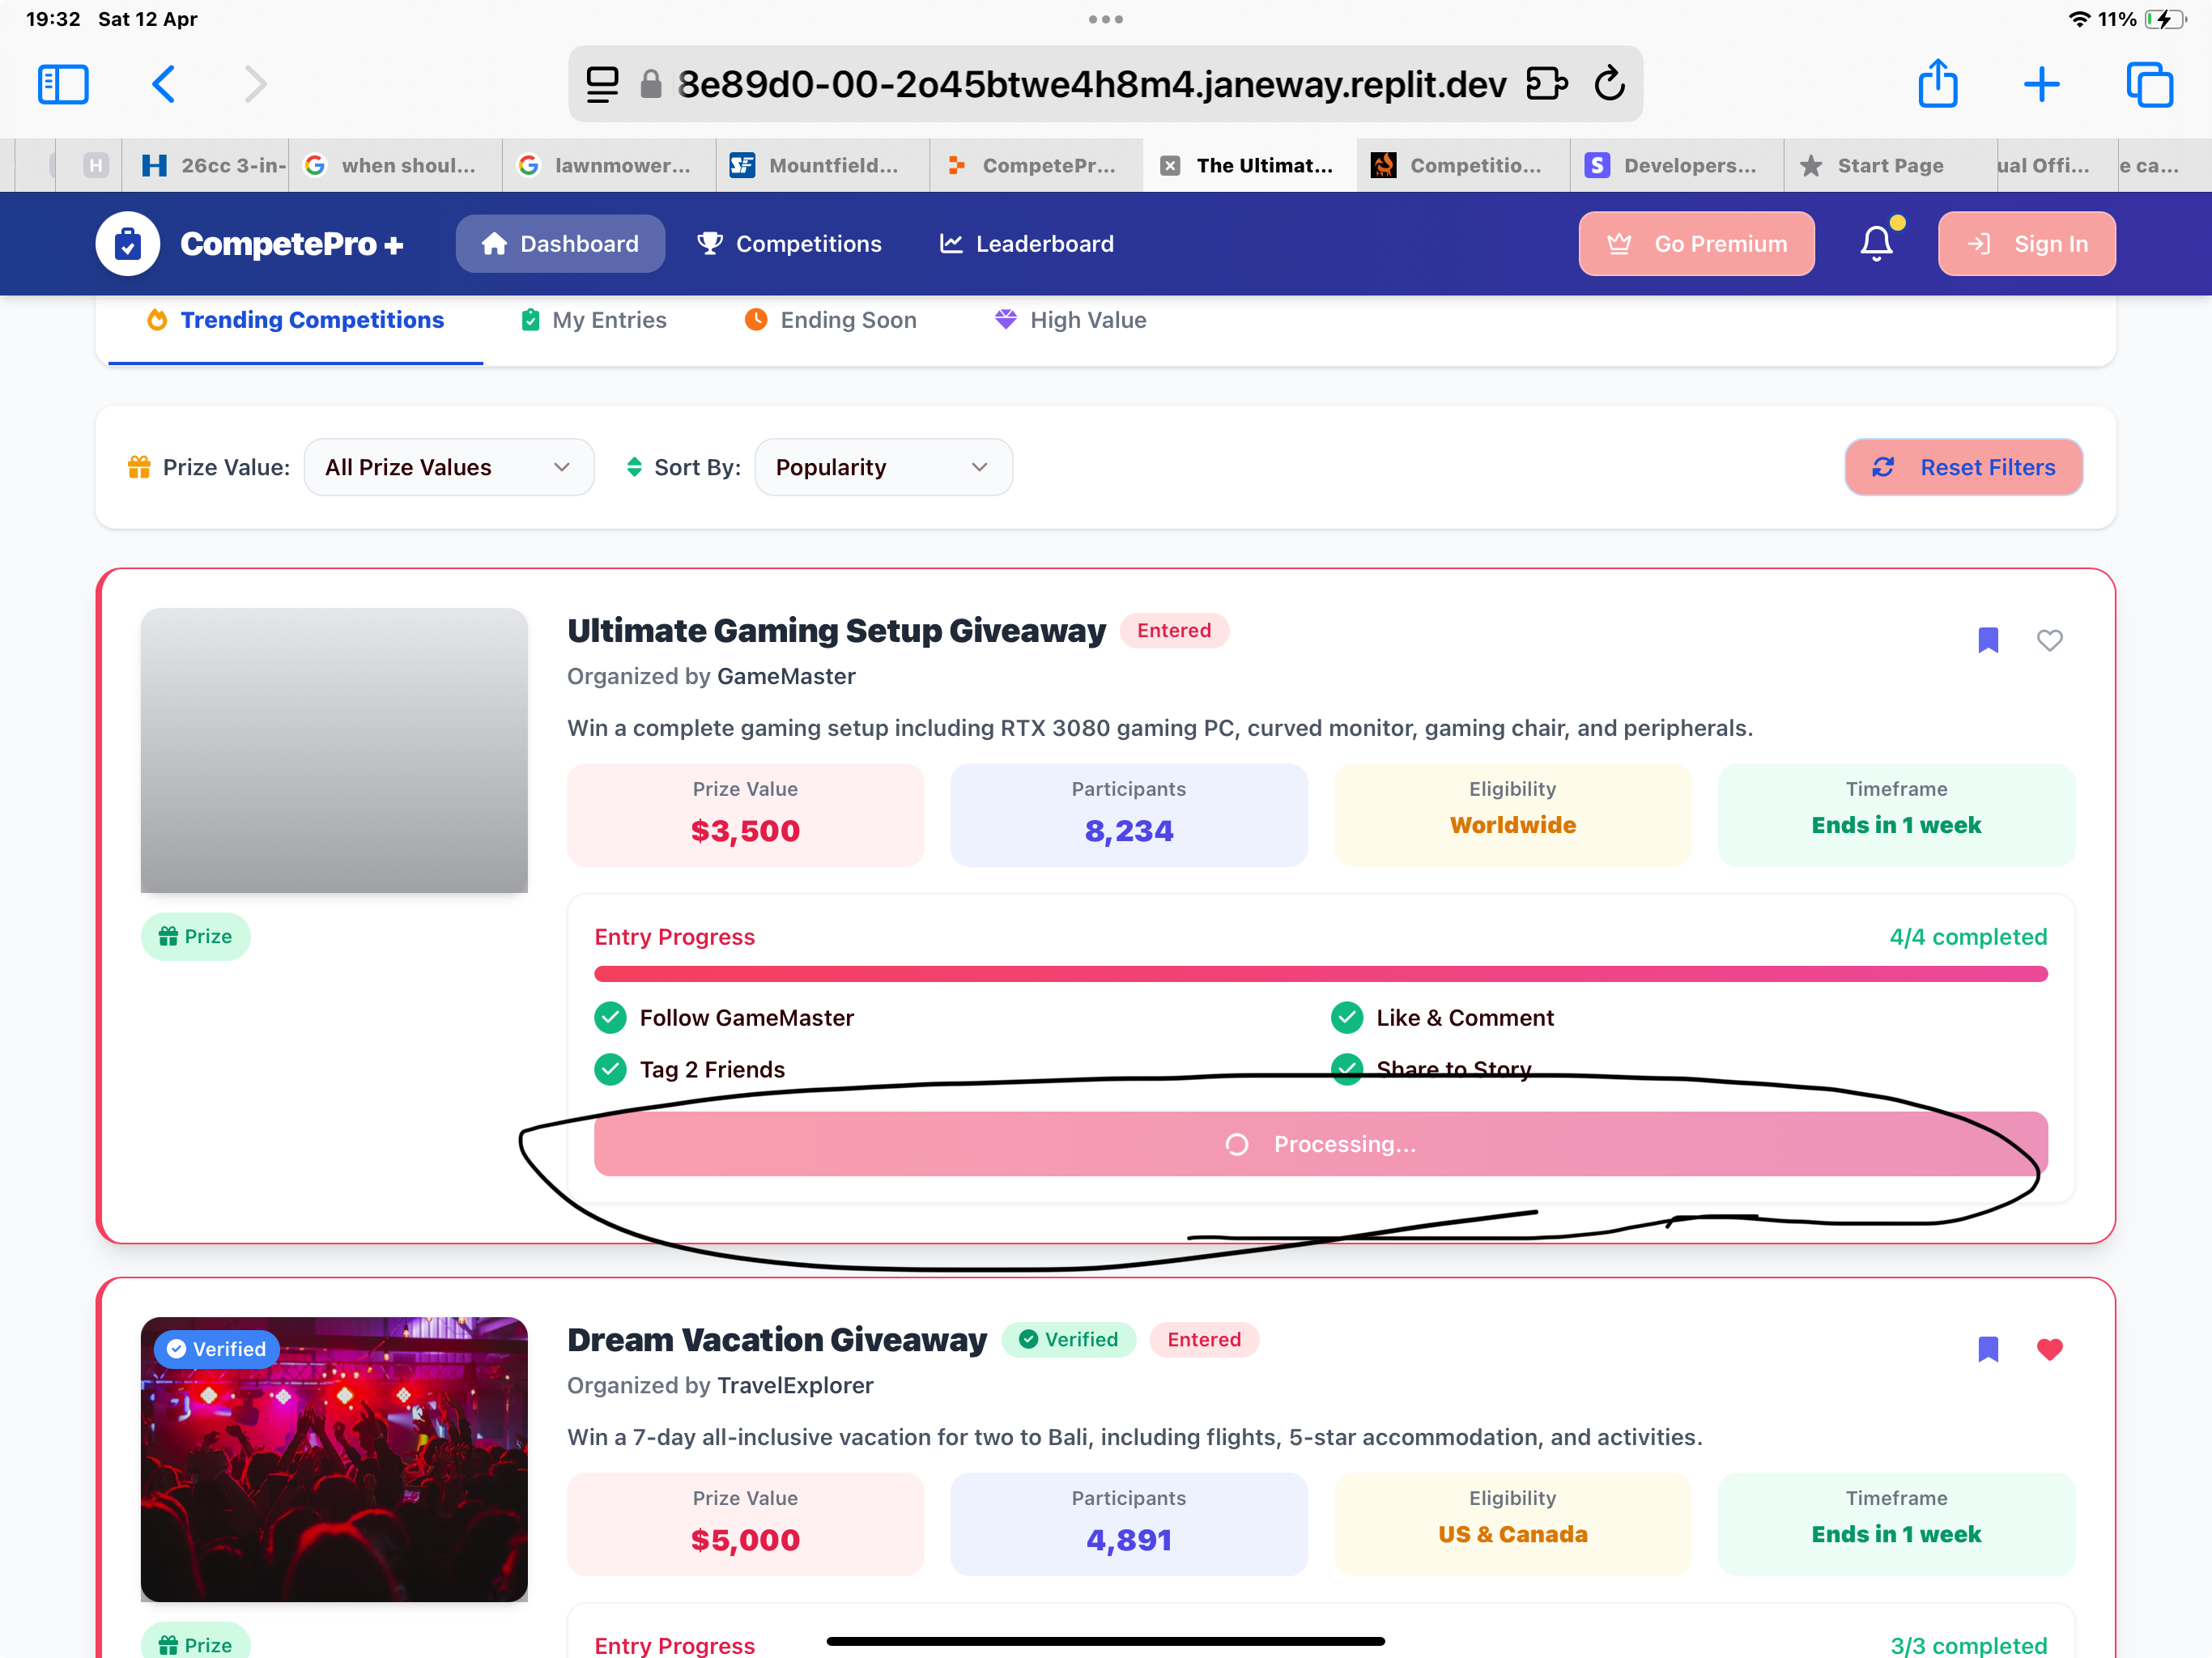 19:32 Sat 12 Apr
11%
8e89d0-00-2o45btwe4h8m4.janeway.replit.dev
H
26cc 3-in-
when shoul...
lawnmower...
Mountfield...
CompetePr...
The Ultimat...
Competitio...
Developers...
Start Page
ual Offi...
e ca...
CompetePro +
Dashboard
Competitions
Leaderboard
Go Premium
Sign In
Trending Competitions
My Entries
Ending Soon
High Value
Prize Value:
All Prize Values
Sort By:
Popularity
Reset Filters
Ultimate Gaming Setup Giveaway
Entered
Organized by GameMaster
Win a complete gaming setup including RTX 3080 gaming PC, curved monitor, gaming chair, and peripherals.
Prize Value
$3,500
Participants
8,234
Eligibility
Worldwide
Timeframe
Ends in 1 week
Prize
Entry Progress
4/4 completed
Follow GameMaster
Like & Comment
Tag 2 Friends
Share to Story
Processing...
Verified
Dream Vacation Giveaway
Verified
Entered
Organized by TravelExplorer
Win a 7-day all-inclusive vacation for two to Bali, including flights, 5-star accommodation, and activities.
Prize Value
$5,000
Participants
4,891
Eligibility
US & Canada
Timeframe
Ends in 1 week
Prize
Entry Progress
3/3 completed